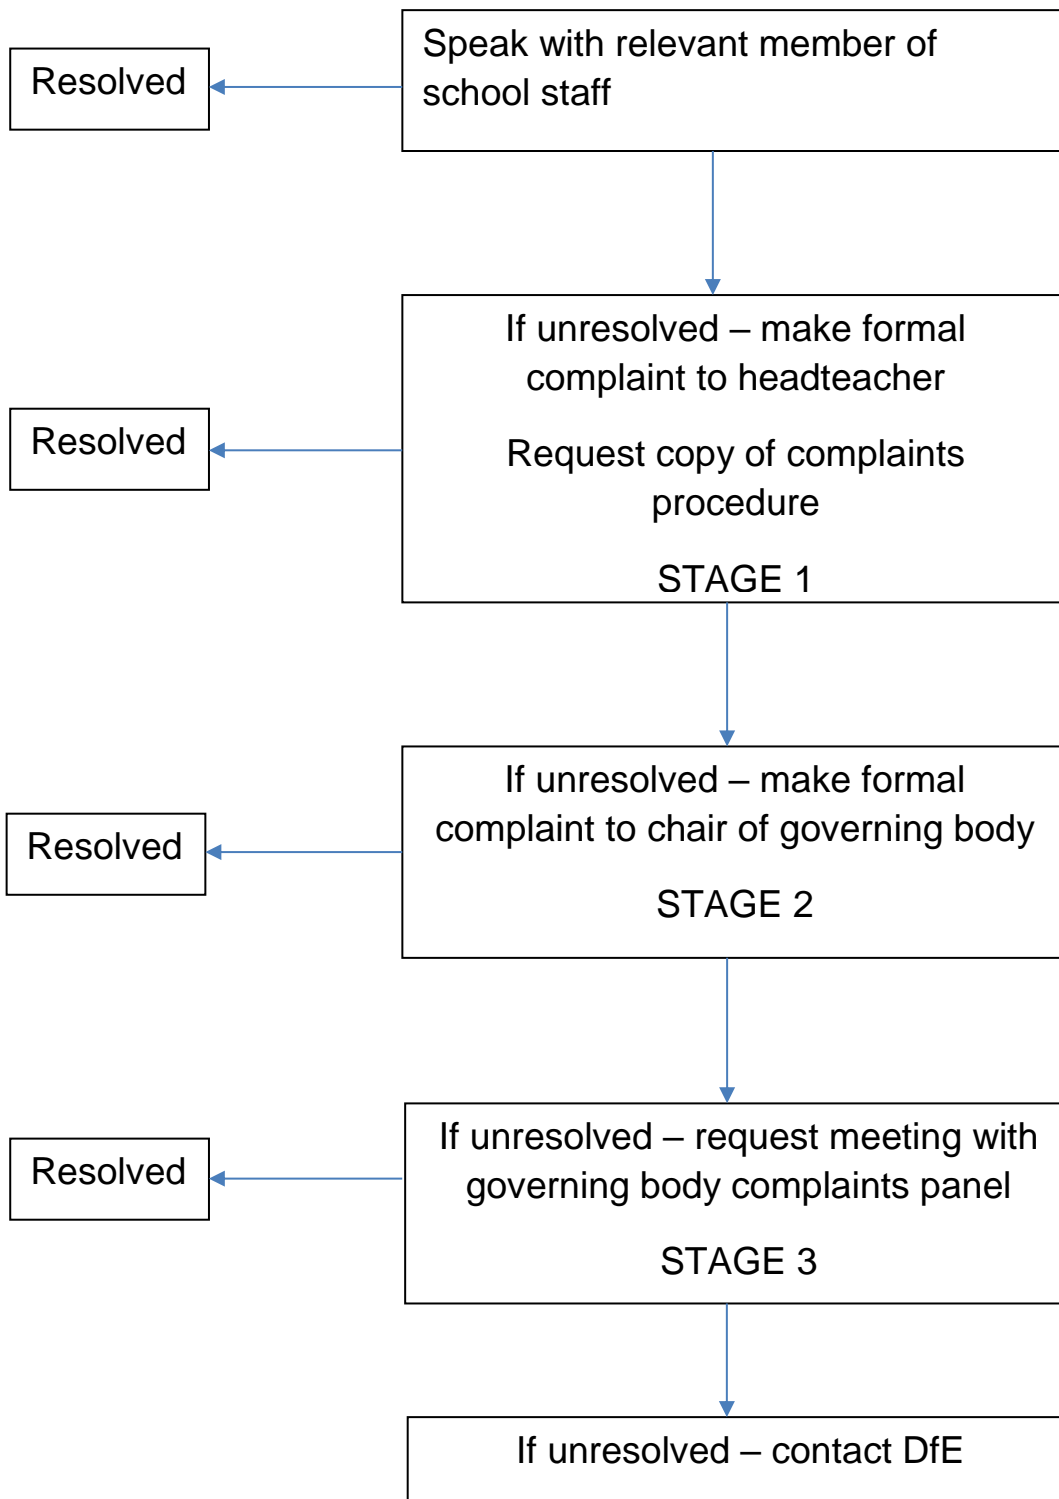 Resolved
Speak with relevant member of
school staff
If unresolved – make formal
complaint to headteacher
Resolved
Request copy of complaints
procedure
STAGE 1
If unresolved – make formal
complaint to chair of governing body
Resolved
STAGE 2
If unresolved – request meeting with
governing body complaints panel
Resolved
STAGE 3
If unresolved – contact DfE